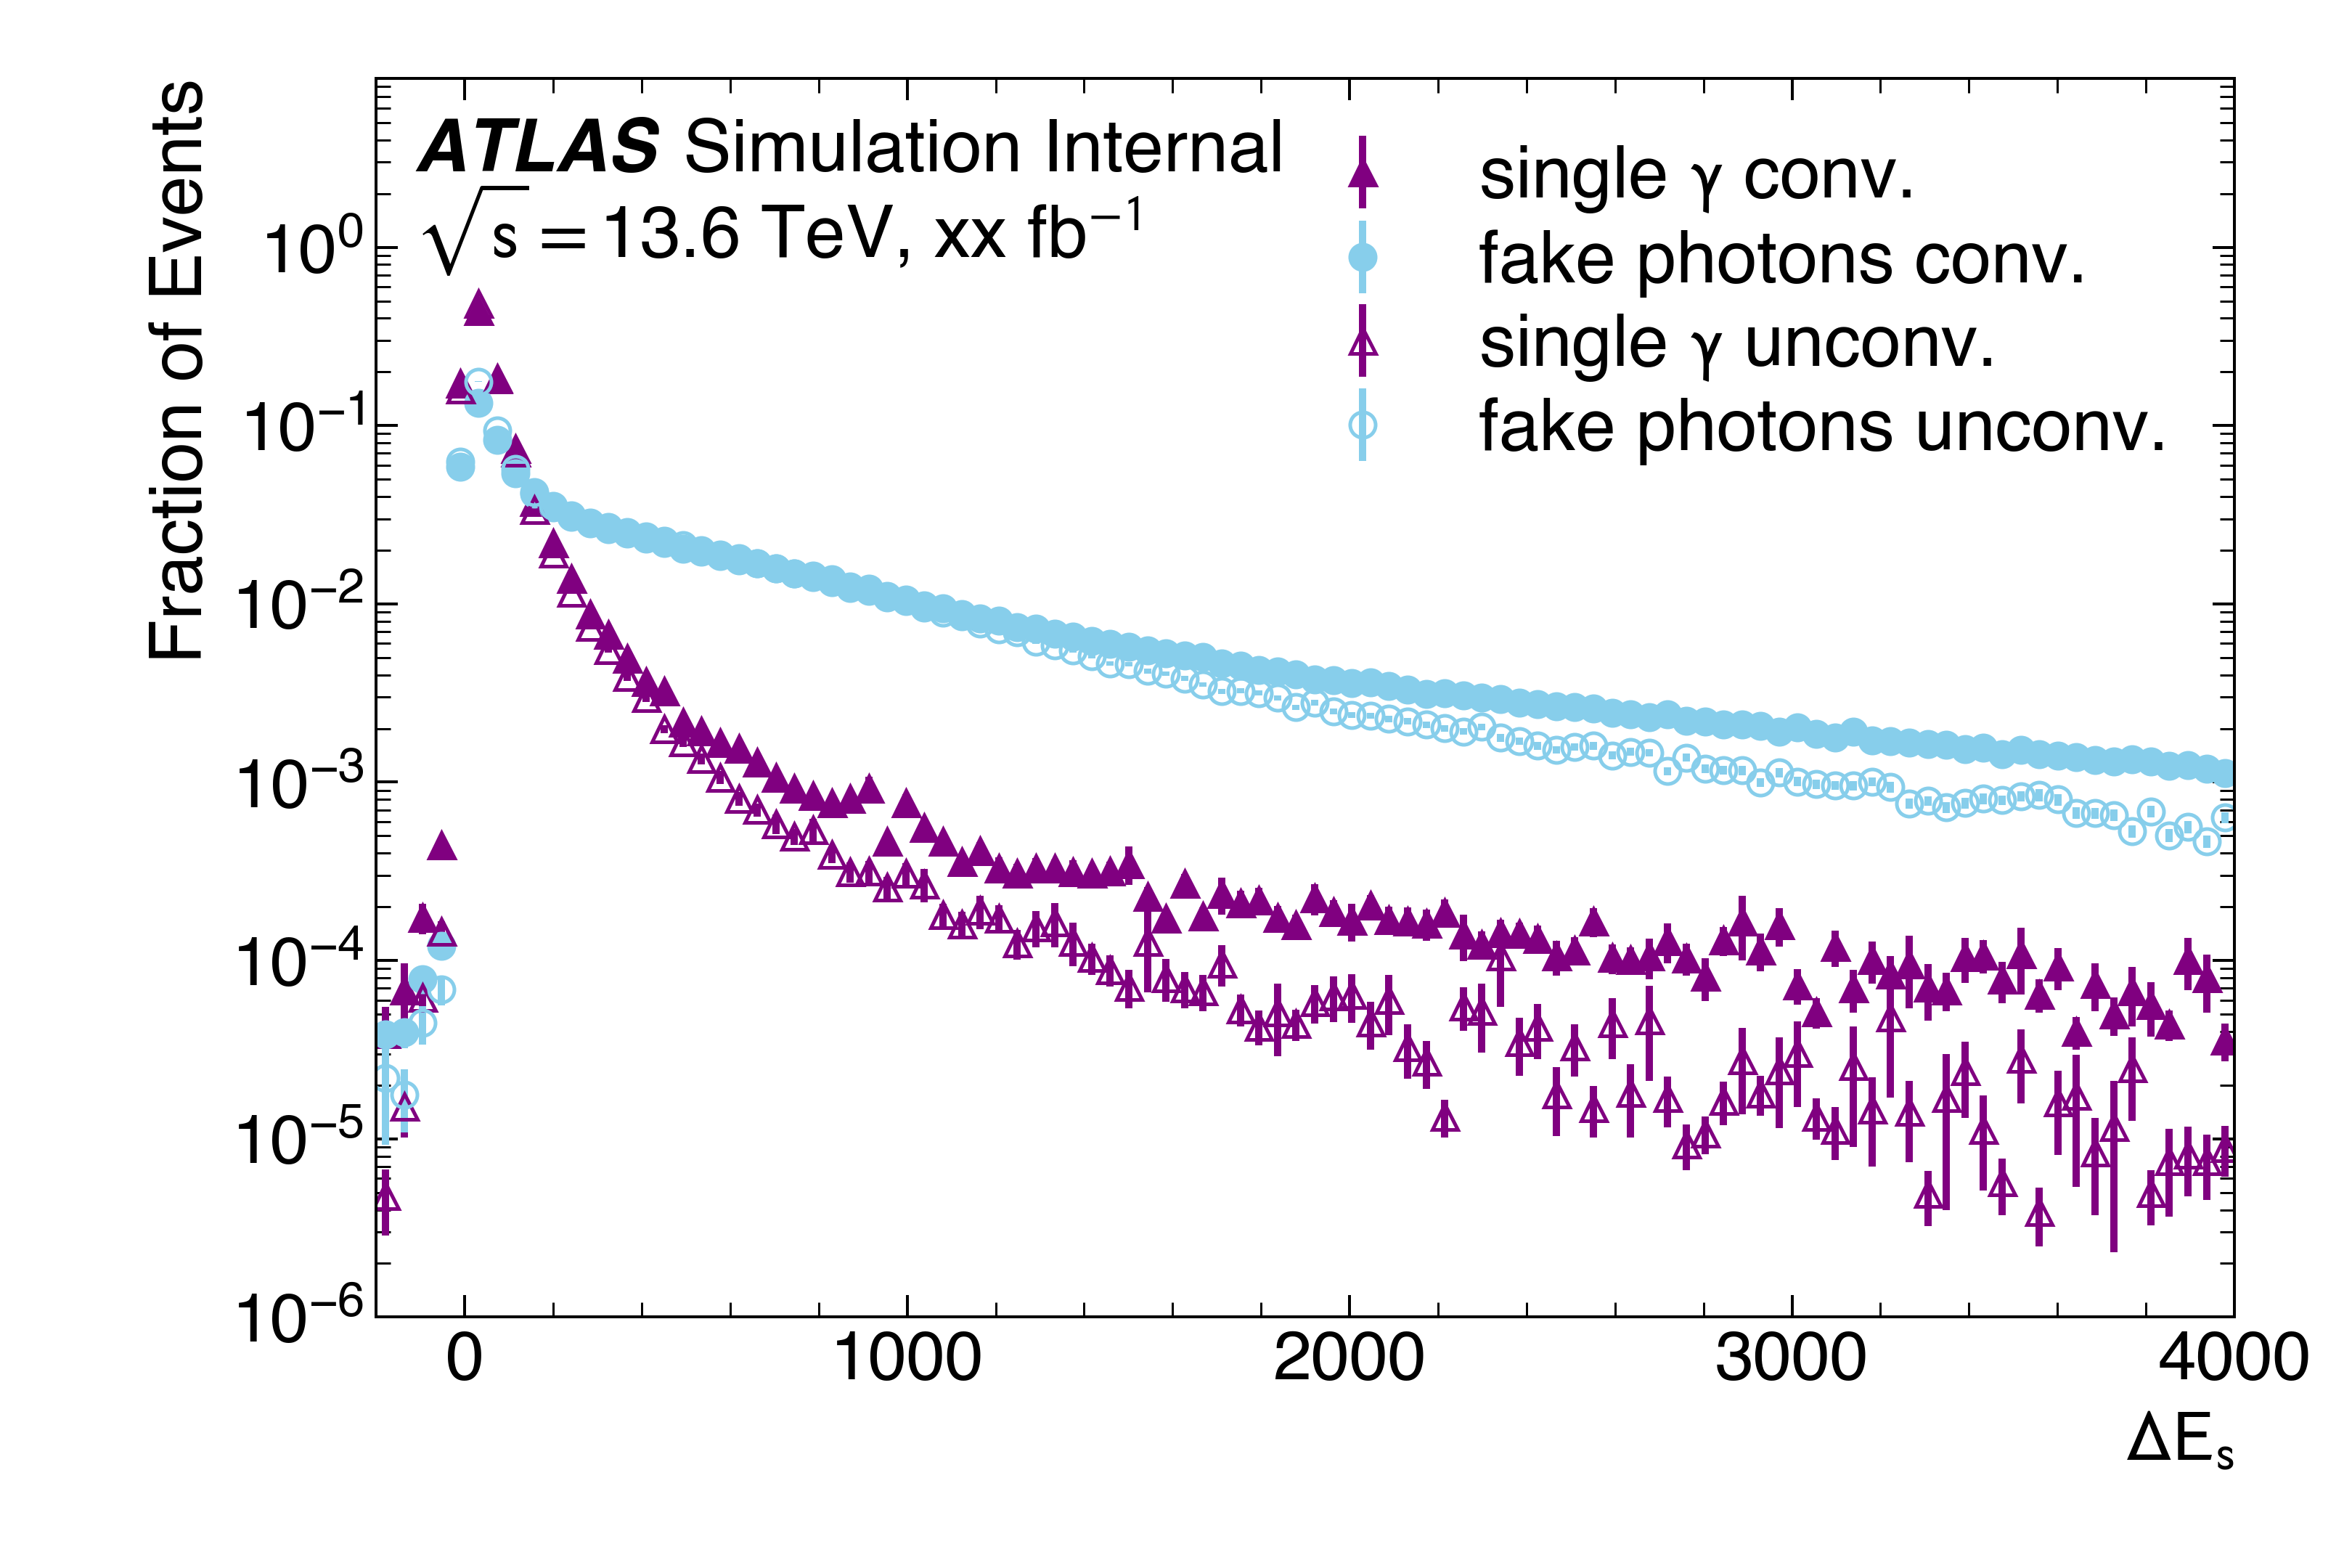 ATLAS Simulation Internal
√s = 13.6 TeV, xx fb⁻¹
single γ conv.
fake photons conv.
single γ unconv.
fake photons unconv.
Fraction of Events
10⁰
10⁻¹
10⁻²
10⁻³
10⁻⁴
10⁻⁵
10⁻⁶
0 1000 2000 3000 4000
ΔEₛ